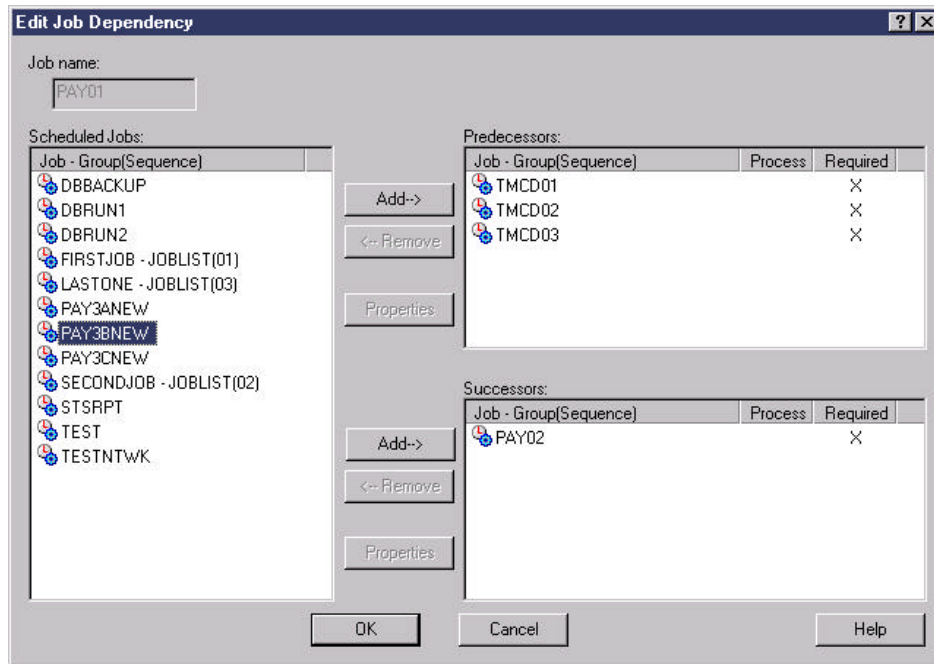 Edit Job Dependency
? X
Job name:
PAY01
Scheduled Jobs:
Job - Group(Sequence)
DBBACKUP
DBRUN1
DBRUN2
FIRSTJOB - JOBLIST(01)
LASTONE - JOBLIST(03)
PAY3ANEW
PAY3BNEW
PAY3CNEW
SECONDJOB - JOBLIST(02)
STSRPT
TEST
TESTNTWK
Add-->
<-- Remove
Properties
Add-->
<-- Remove
Properties
Predecessors:
Job - Group(Sequence) Process Required
TMCD01 X
TMCD02 X
TMCD03 X
Successors:
Job - Group(Sequence) Process Required
PAY02 X
OK Cancel Help